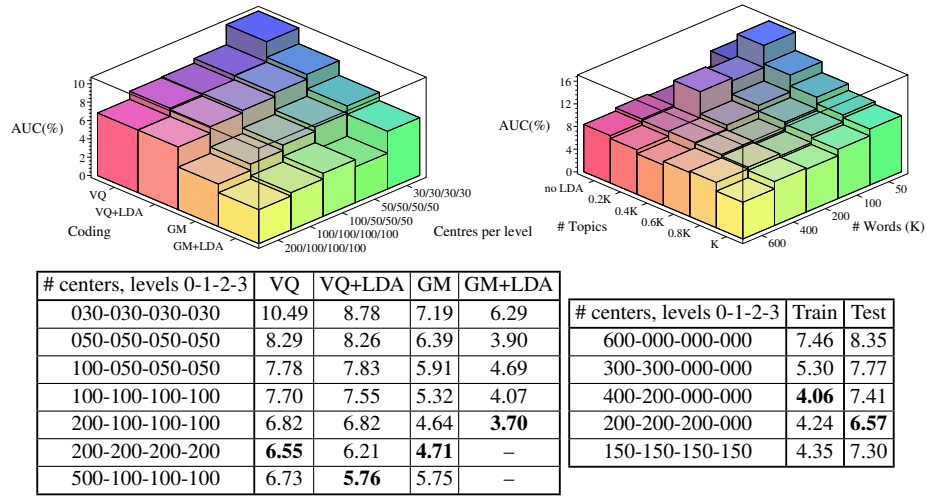 10
8
6
4
2
0
AUC(%)
VQ
VQ+LDA
GM
GM+LDA
Coding
30/30/30/30
50/50/50/50
100/50/50/50
100/100/100/100
200/100/100/100
Centres per level
16
12
8
4
0
AUC(%)
no LDA
0.2K
0.4K
0.6K
0.8K
K
# Topics
50
100
200
400
600
# Words (K)
# centers, levels 0-1-2-3 VQ VQ+LDA GM GM+LDA
030-030-030-030 10.49 8.78 7.19 6.29
050-050-050-050 8.29 8.26 6.39 3.90
100-050-050-050 7.78 7.83 5.91 4.69
100-100-100-100 7.70 7.55 5.32 4.07
200-100-100-100 6.82 6.82 4.64 3.70
200-200-200-200 6.55 6.21 4.71 –
500-100-100-100 6.73 5.76 5.75 –
# centers, levels 0-1-2-3 Train Test
600-000-000-000 7.46 8.35
300-300-000-000 5.30 7.77
400-200-000-000 4.06 7.41
200-200-200-000 4.24 6.57
150-150-150-150 4.35 7.30